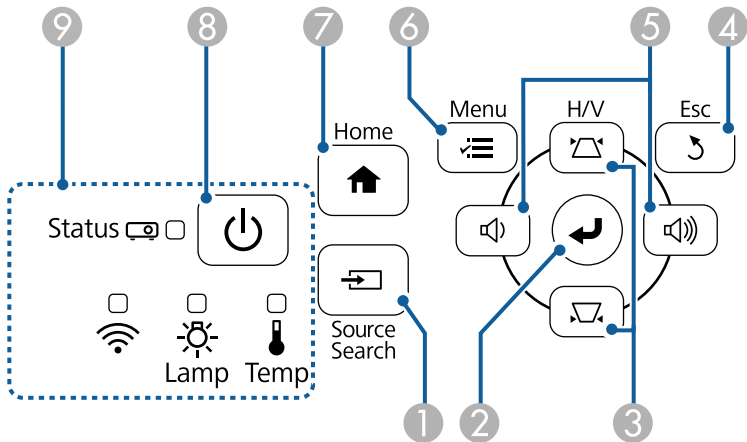 9 8 7 6 5 4
Menu H/V Esc
Home
Status
Source
Search
Lamp Temp
1 2 3